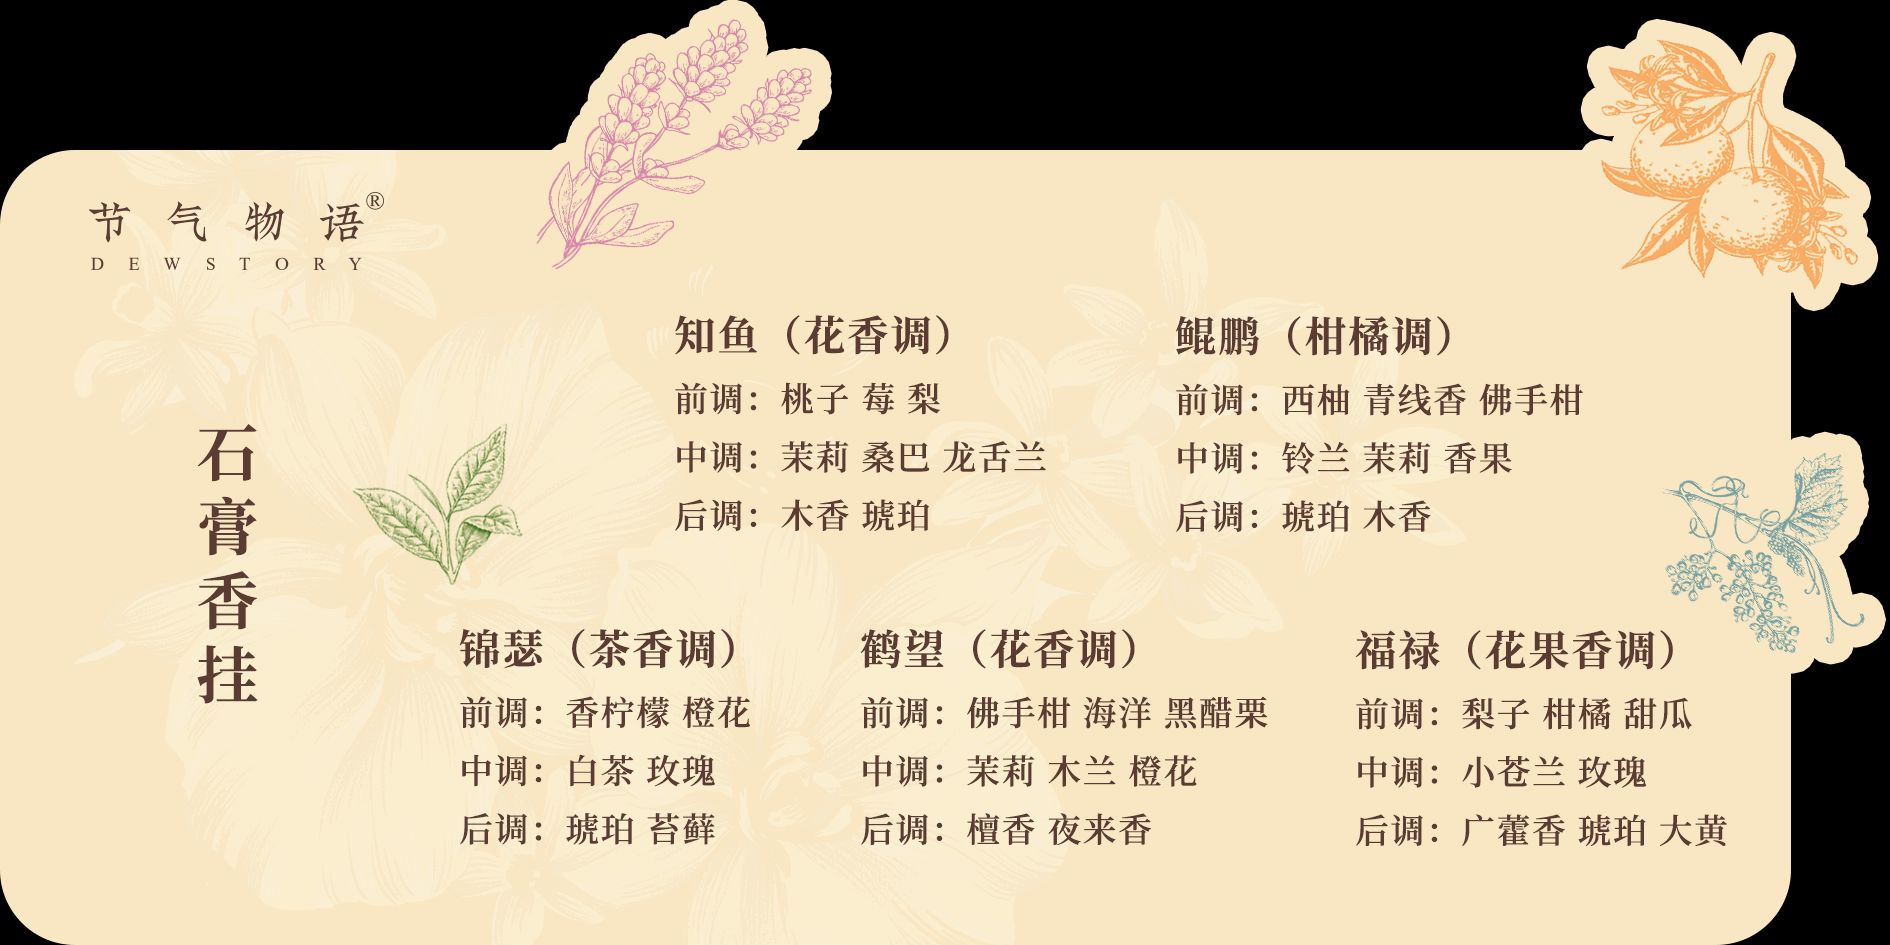 节气物语®
DEWSTORY
石膏香挂
知鱼（花香调）
前调：桃子 莓 梨
中调：茉莉 桑巴 龙舌兰
后调：木香 琥珀
鲲鹏（柑橘调）
前调：西柚 青线香 佛手柑
中调：铃兰 茉莉 香果
后调：琥珀 木香
锦瑟（茶香调）
前调：香柠檬 橙花
中调：白茶 玫瑰
后调：琥珀 苔藓
鹤望（花香调）
前调：佛手柑 海洋 黑醋栗
中调：茉莉 木兰 橙花
后调：檀香 夜来香
福禄（花果香调）
前调：梨子 柑橘 甜瓜
中调：小苍兰 玫瑰
后调：广藿香 琥珀 大黄